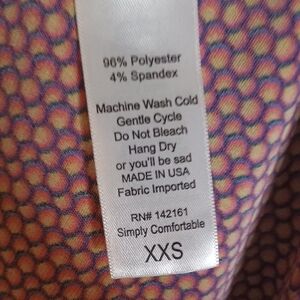 96% Polyester
4% Spandex
Machine Wash Cold
Gentle Cycle
Do Not Bleach
Hang Dry
or you'll be sad
MADE IN USA
Fabric Imported
RN# 142161
Simply Comfortable
XXS